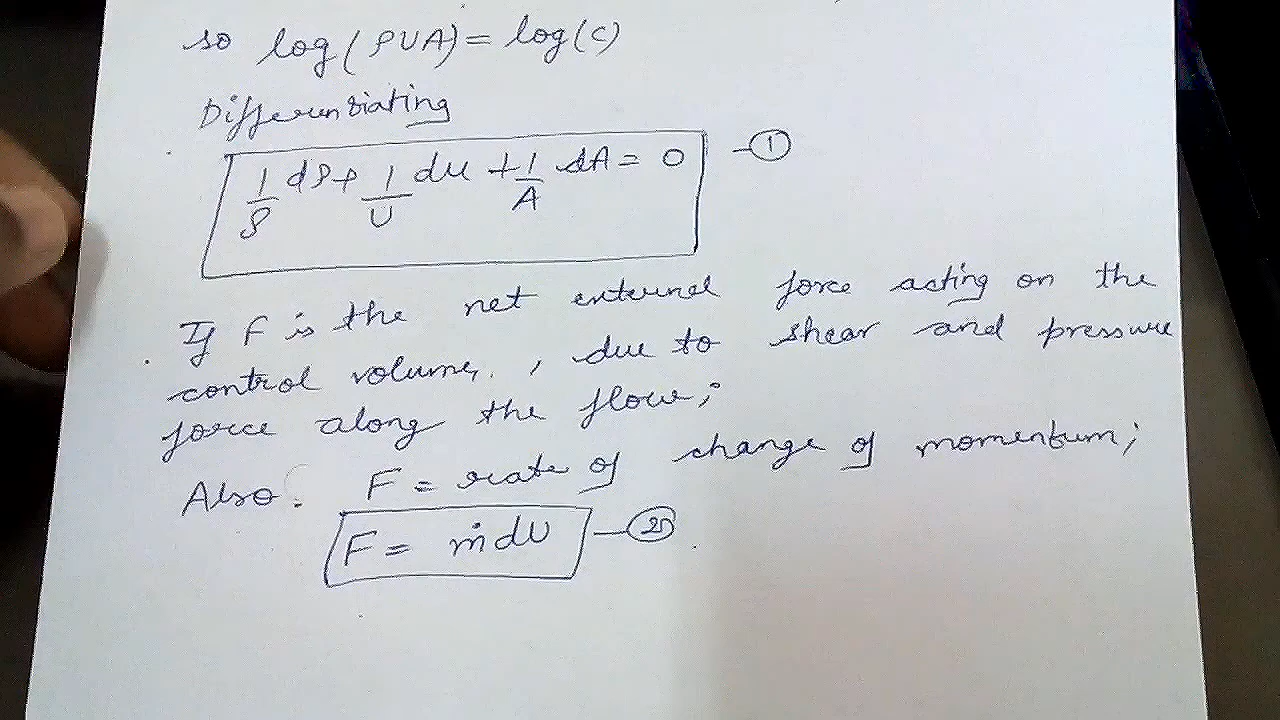 so log(ρUA) = log(C)
Differentiating
1/ρ dρ + 1/U du + 1/A dA = 0 —①
If F is the net external force acting on the
control volume, , due to shear and pressure
force along the flow;
Also. F = rate of change of momentum;
F = ṁdU —②